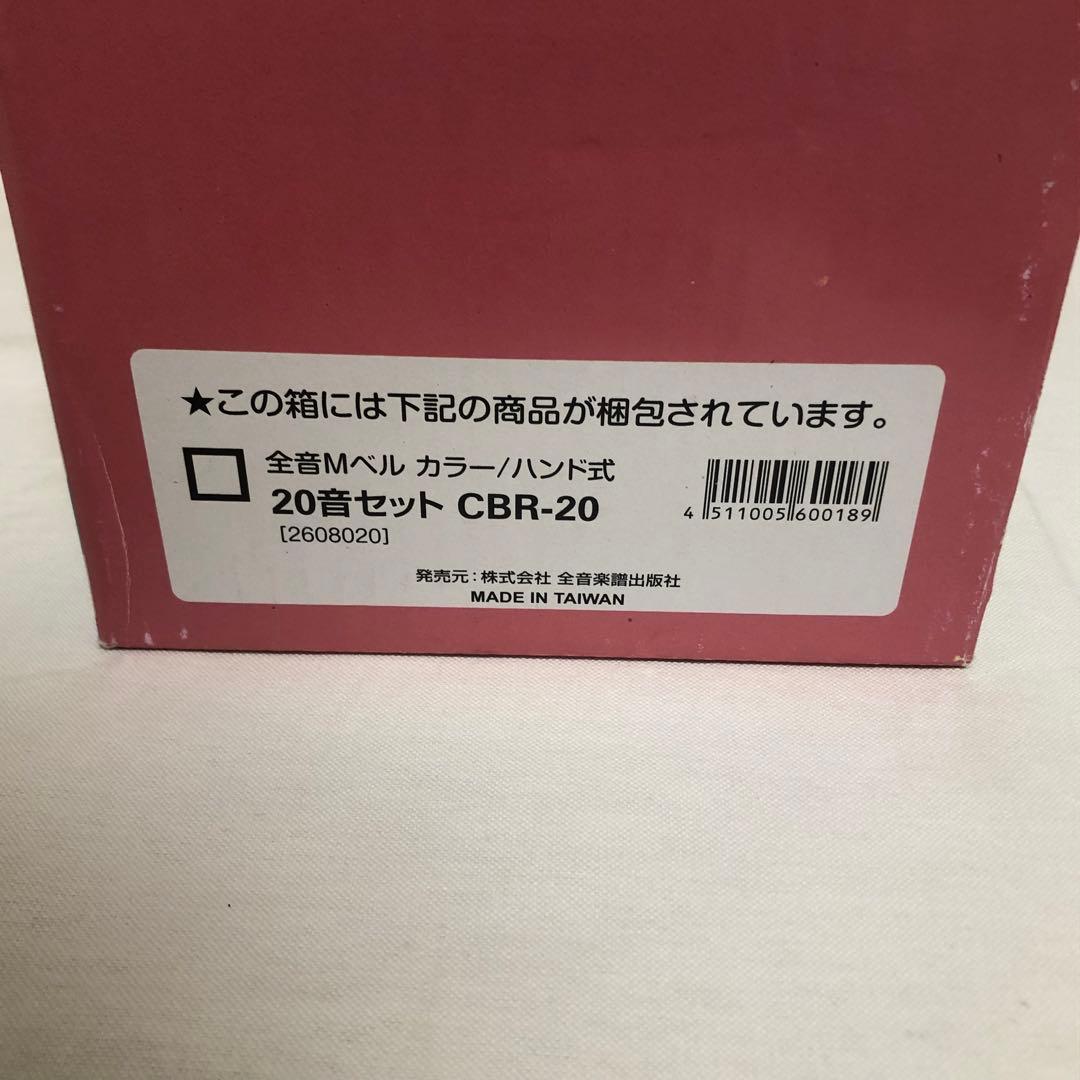 ★この箱には下記の商品が梱包されています。
全音Mベル カラー/ハンド式
20音セット CBR-20
[2608020]
4 511005 600189
発売元：株式会社 全音楽譜出版社
MADE IN TAIWAN